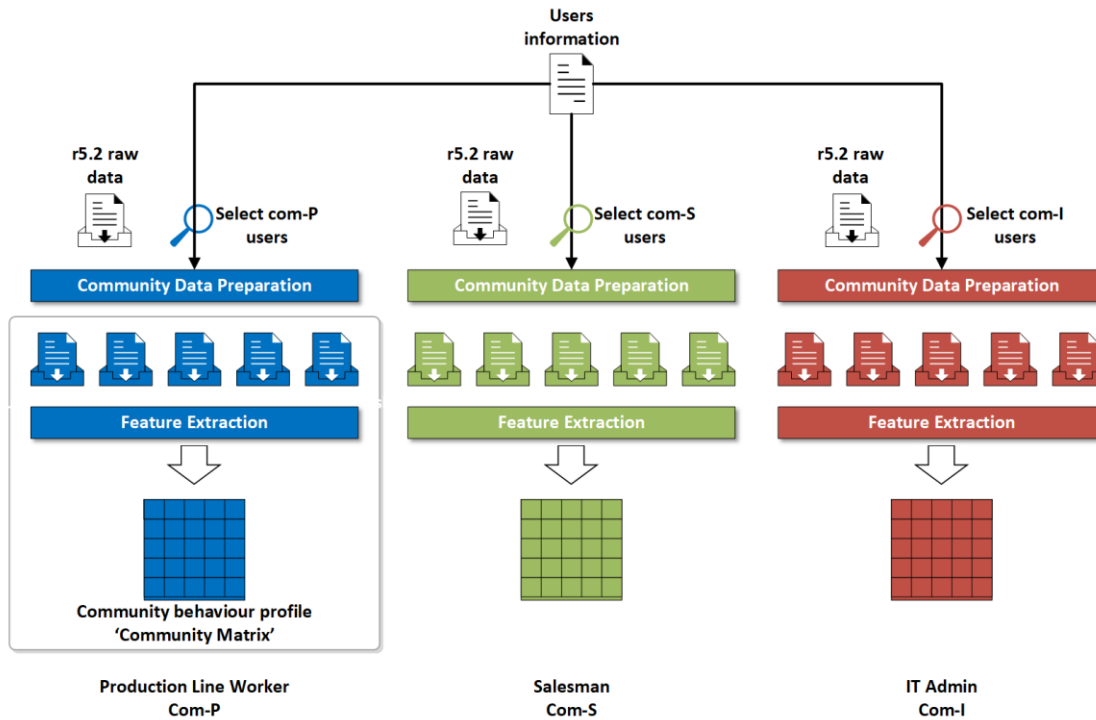 Users
information
r5.2 raw
data
Select com-P
users
r5.2 raw
data
Select com-S
users
r5.2 raw
data
Select com-I
users
Community Data Preparation
Community Data Preparation
Community Data Preparation
Feature Extraction
Feature Extraction
Feature Extraction
Community behaviour profile
‘Community Matrix’
Production Line Worker
Com-P
Salesman
Com-S
IT Admin
Com-I